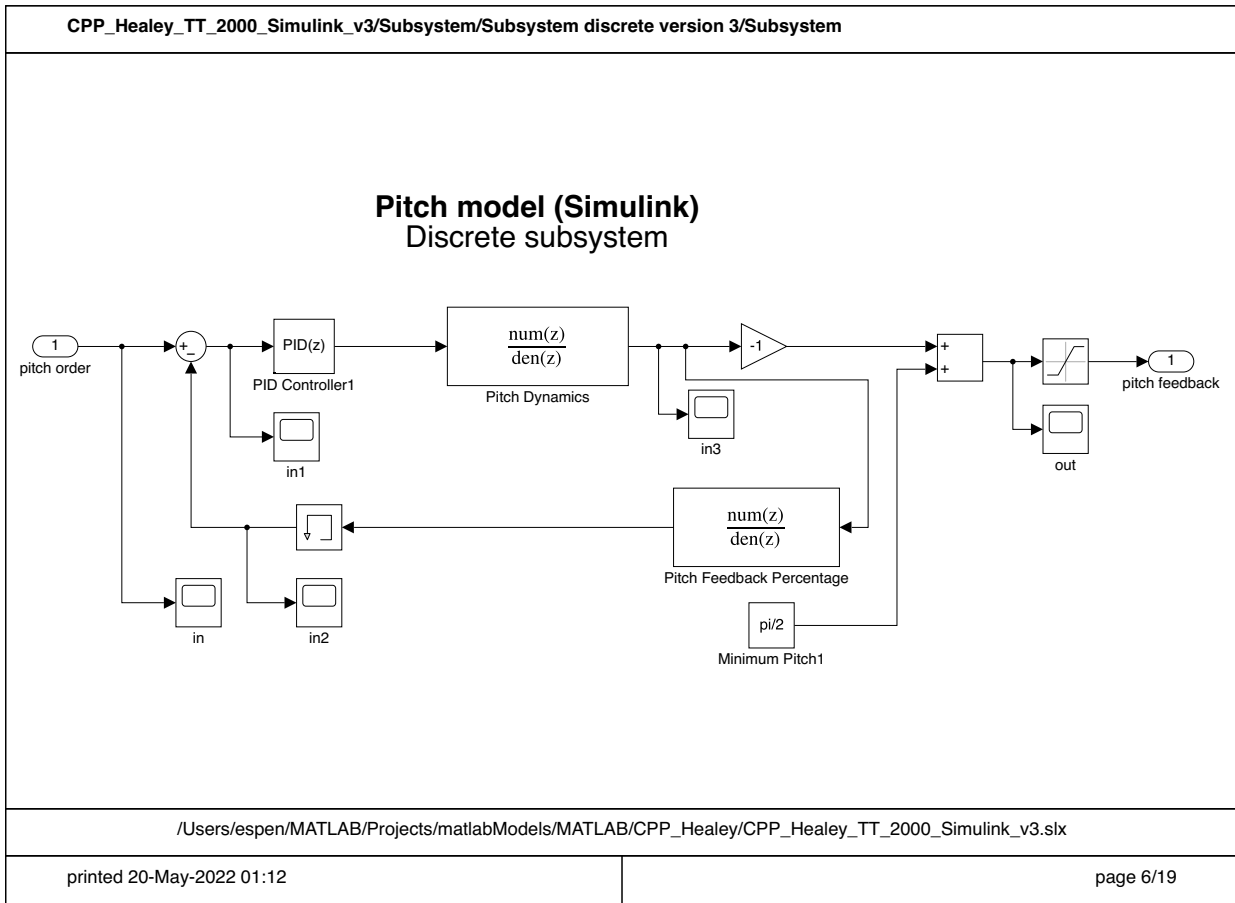 CPP_Healey_TT_2000_Simulink_v3/Subsystem/Subsystem discrete version 3/Subsystem
Pitch model (Simulink)
Discrete subsystem
1
pitch order
+
_
PID(z)
PID Controller1
num(z)
den(z)
Pitch Dynamics
-1
+
+
1
pitch feedback
in1
in3
out
num(z)
den(z)
Pitch Feedback Percentage
in
in2
pi/2
Minimum Pitch1
/Users/espen/MATLAB/Projects/matlabModels/MATLAB/CPP_Healey/CPP_Healey_TT_2000_Simulink_v3.slx
printed 20-May-2022 01:12
page 6/19